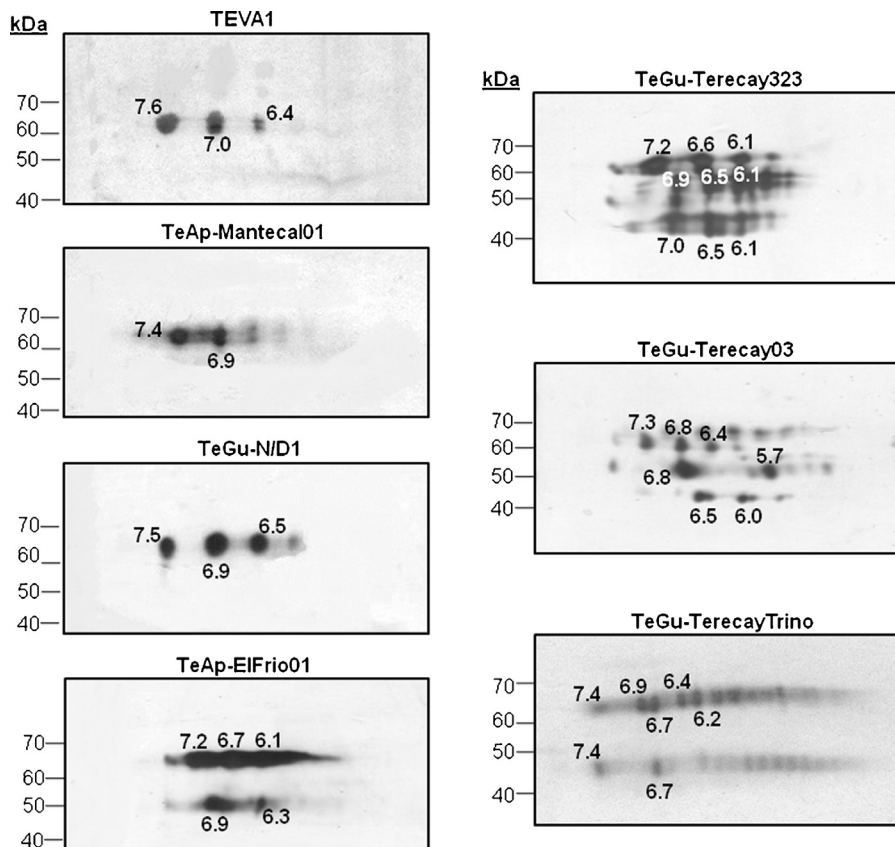 kDa
TEVA1
70
60
50
40
7.6
6.4
7.0
TeAp-Mantecal01
70
60
50
40
7.4
6.9
TeGu-N/D1
70
60
50
40
7.5
6.5
6.9
TeAp-ElFrio01
70
60
50
40
7.2 6.7 6.1
6.9
6.3
kDa
TeGu-Terecay323
70
60
50
40
7.2 6.6 6.1
6.9 6.5 6.1
7.0 6.5 6.1
TeGu-Terecay03
70
60
50
40
7.3 6.8 6.4
5.7
6.8
6.5 6.0
TeGu-TerecayTrino
70
60
50
40
7.4 6.9 6.4
6.7 6.2
7.4
6.7